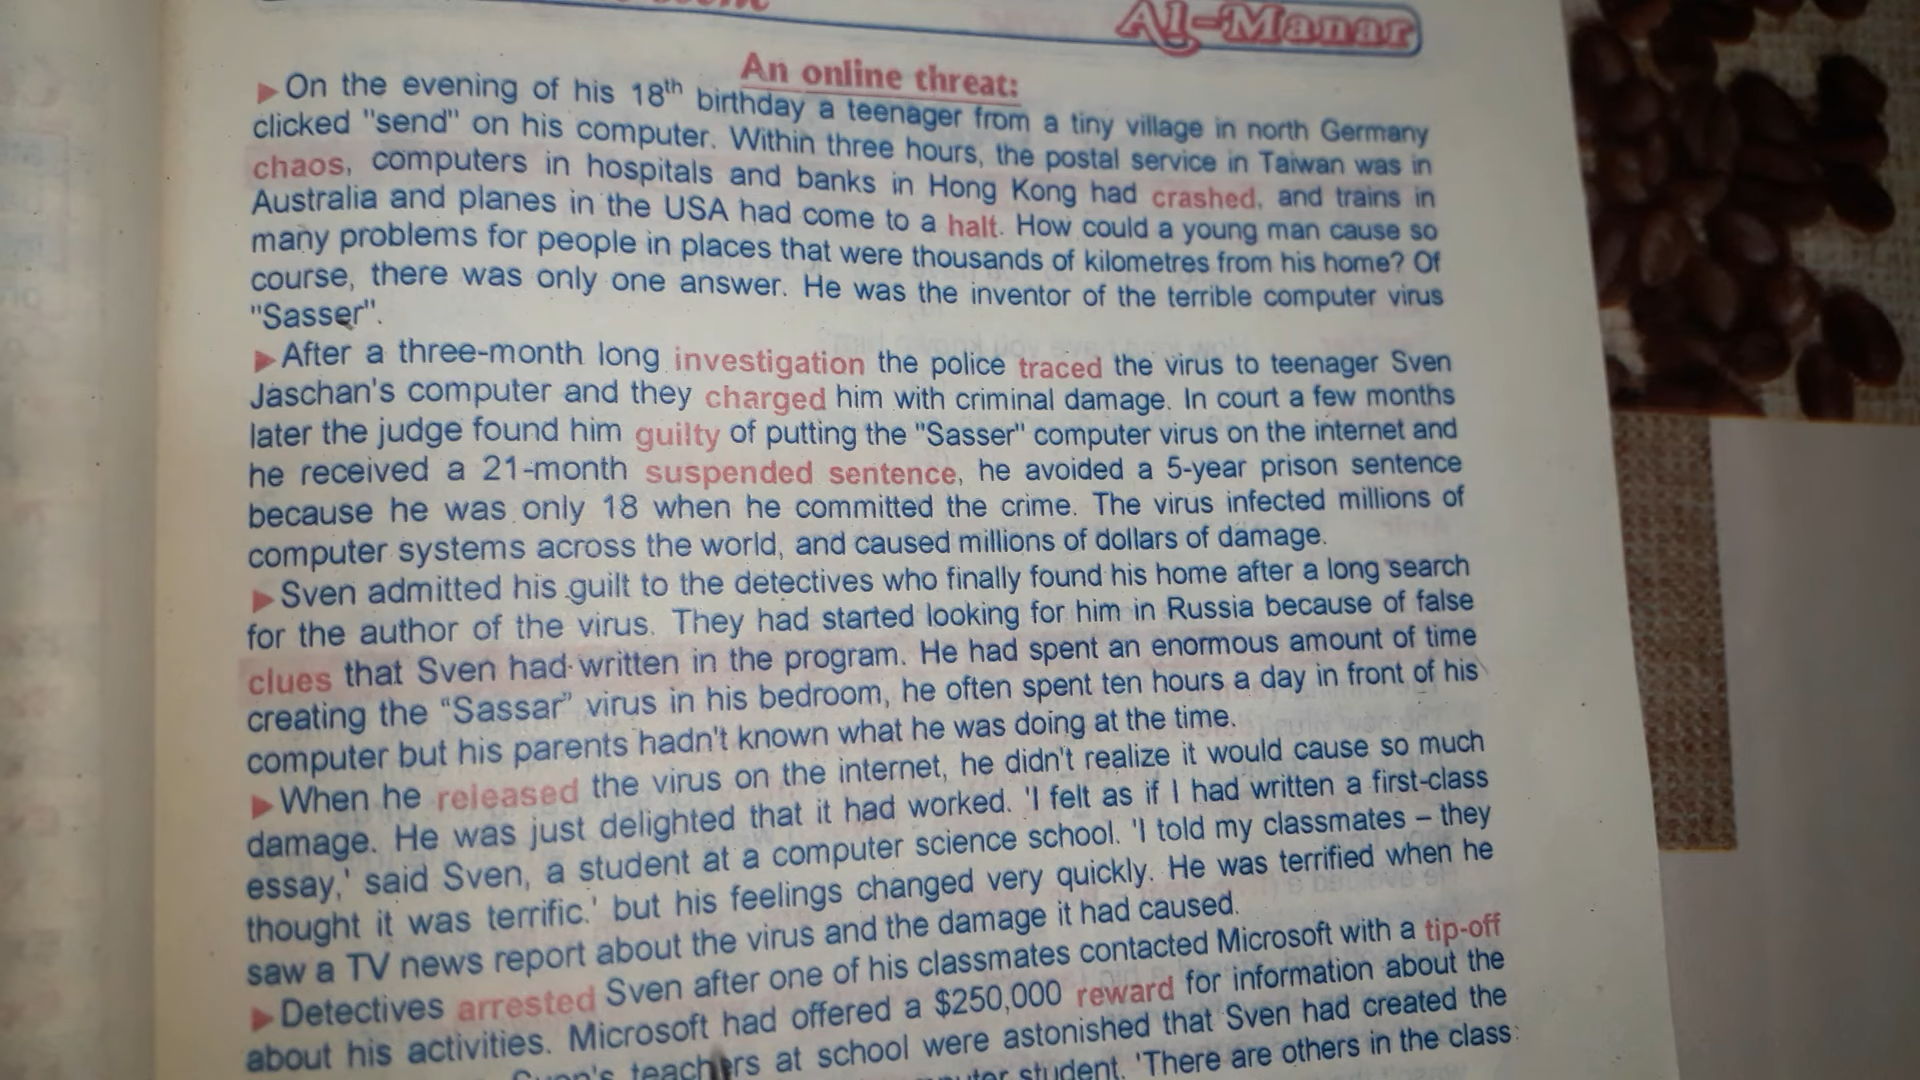 Al-Manar
An online threat:
On the evening of his 18th birthday a teenager from a tiny village in north Germany
clicked "send" on his computer. Within three hours, the postal service in Taiwan was in
chaos, computers in hospitals and banks in Hong Kong had crashed, and trains in
Australia and planes in the USA had come to a halt. How could a young man cause so
many problems for people in places that were thousands of kilometres from his home? Of
course, there was only one answer. He was the inventor of the terrible computer virus
"Sasser".
After a three-month long investigation the police traced the virus to teenager Sven
Jaschan's computer and they charged him with criminal damage. In court a few months
later the judge found him guilty of putting the "Sasser" computer virus on the internet and
he received a 21-month suspended sentence, he avoided a 5-year prison sentence
because he was only 18 when he committed the crime. The virus infected millions of
computer systems across the world, and caused millions of dollars of damage.
Sven admitted his guilt to the detectives who finally found his home after a long search
for the author of the virus. They had started looking for him in Russia because of false
clues that Sven had written in the program. He had spent an enormous amount of time
creating the “Sassar” virus in his bedroom, he often spent ten hours a day in front of his
computer but his parents hadn't known what he was doing at the time.
When he released the virus on the internet, he didn't realize it would cause so much
damage. He was just delighted that it had worked. 'I felt as if I had written a first-class
essay,' said Sven, a student at a computer science school. 'I told my classmates – they
thought it was terrific.' but his feelings changed very quickly. He was terrified when he
saw a TV news report about the virus and the damage it had caused.
Detectives arrested Sven after one of his classmates contacted Microsoft with a tip-off
about his activities. Microsoft had offered a $250,000 reward for information about the
Sven's teachers at school were astonished that Sven had created the
student. 'There are others in the class